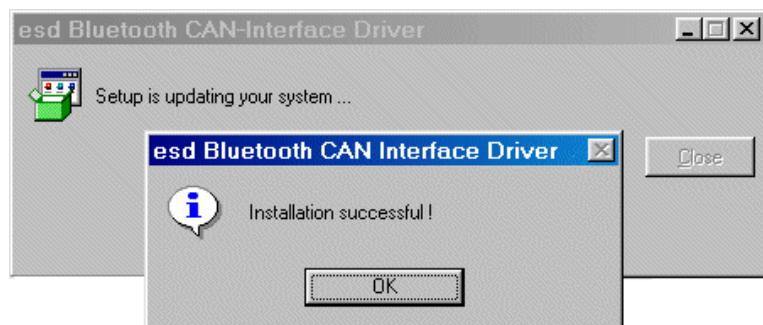 esd Bluetooth CAN-Interface Driver
Setup is updating your system ...
esd Bluetooth CAN Interface Driver
Close
Installation successful !
OK